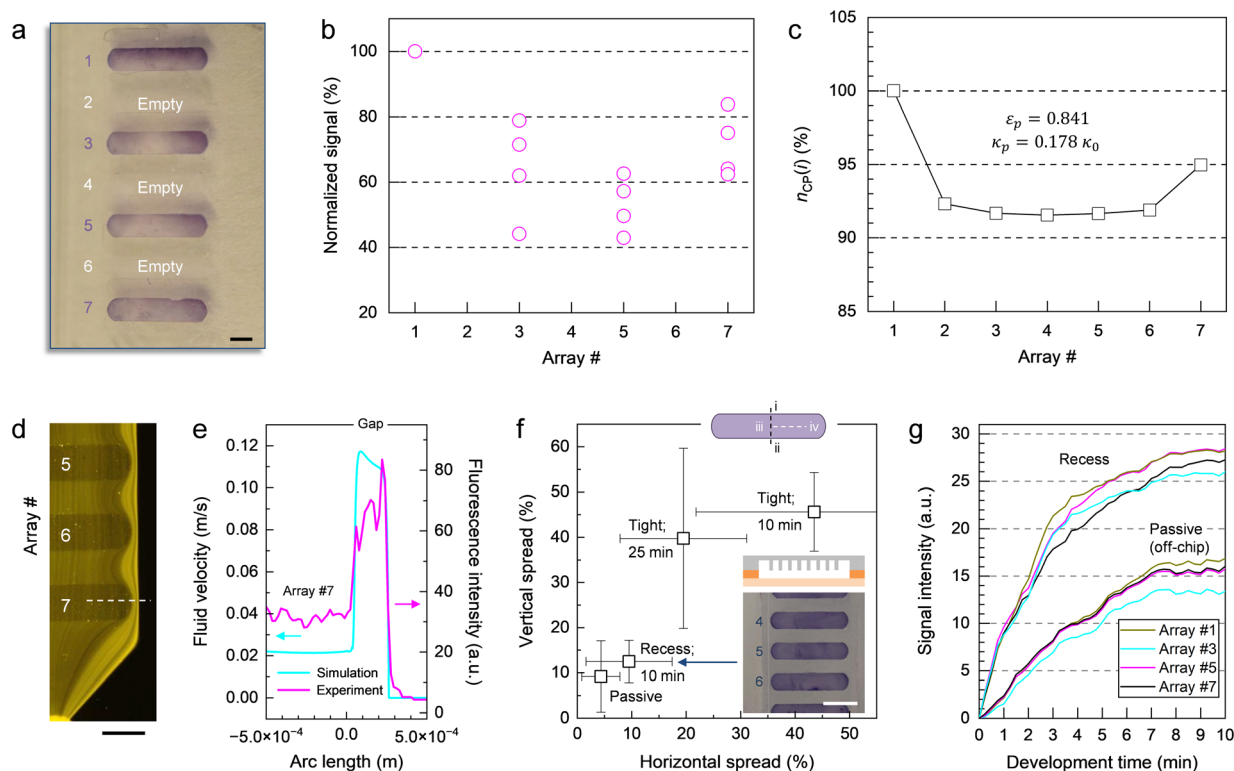 a
1
2 Empty
3
4 Empty
5
6 Empty
7
b
Normalized signal (%)
100
80
60
40
20
1 2 3 4 5 6 7
Array #
c
n_CP(i) (%)
105
100
95
90
85
ε_p = 0.841
κ_p = 0.178 κ_0
1 2 3 4 5 6 7
Array #
d
Array #
5
6
7
e
Gap
Fluid velocity (m/s)
0.12
0.10
0.08
0.06
0.04
0.02
0.00
Array #7
Simulation
Experiment
80
60
40
20
0
Fluorescence intensity (a.u.)
−5.0×10⁻⁴ 0.0 5.0×10⁻⁴
Arc length (m)
f
i
iii iv
ii
Vertical spread (%)
65
60
55
50
45
40
35
30
25
20
15
10
5
0
Tight;
25 min
Tight;
10 min
Recess;
10 min
Passive
4
5
6
0 10 20 30 40 50
Horizontal spread (%)
g
Signal intensity (a.u.)
30
25
20
15
10
5
0
Recess
Passive
(off-chip)
Array #1
Array #3
Array #5
Array #7
0 1 2 3 4 5 6 7 8 9 10
Development time (min)